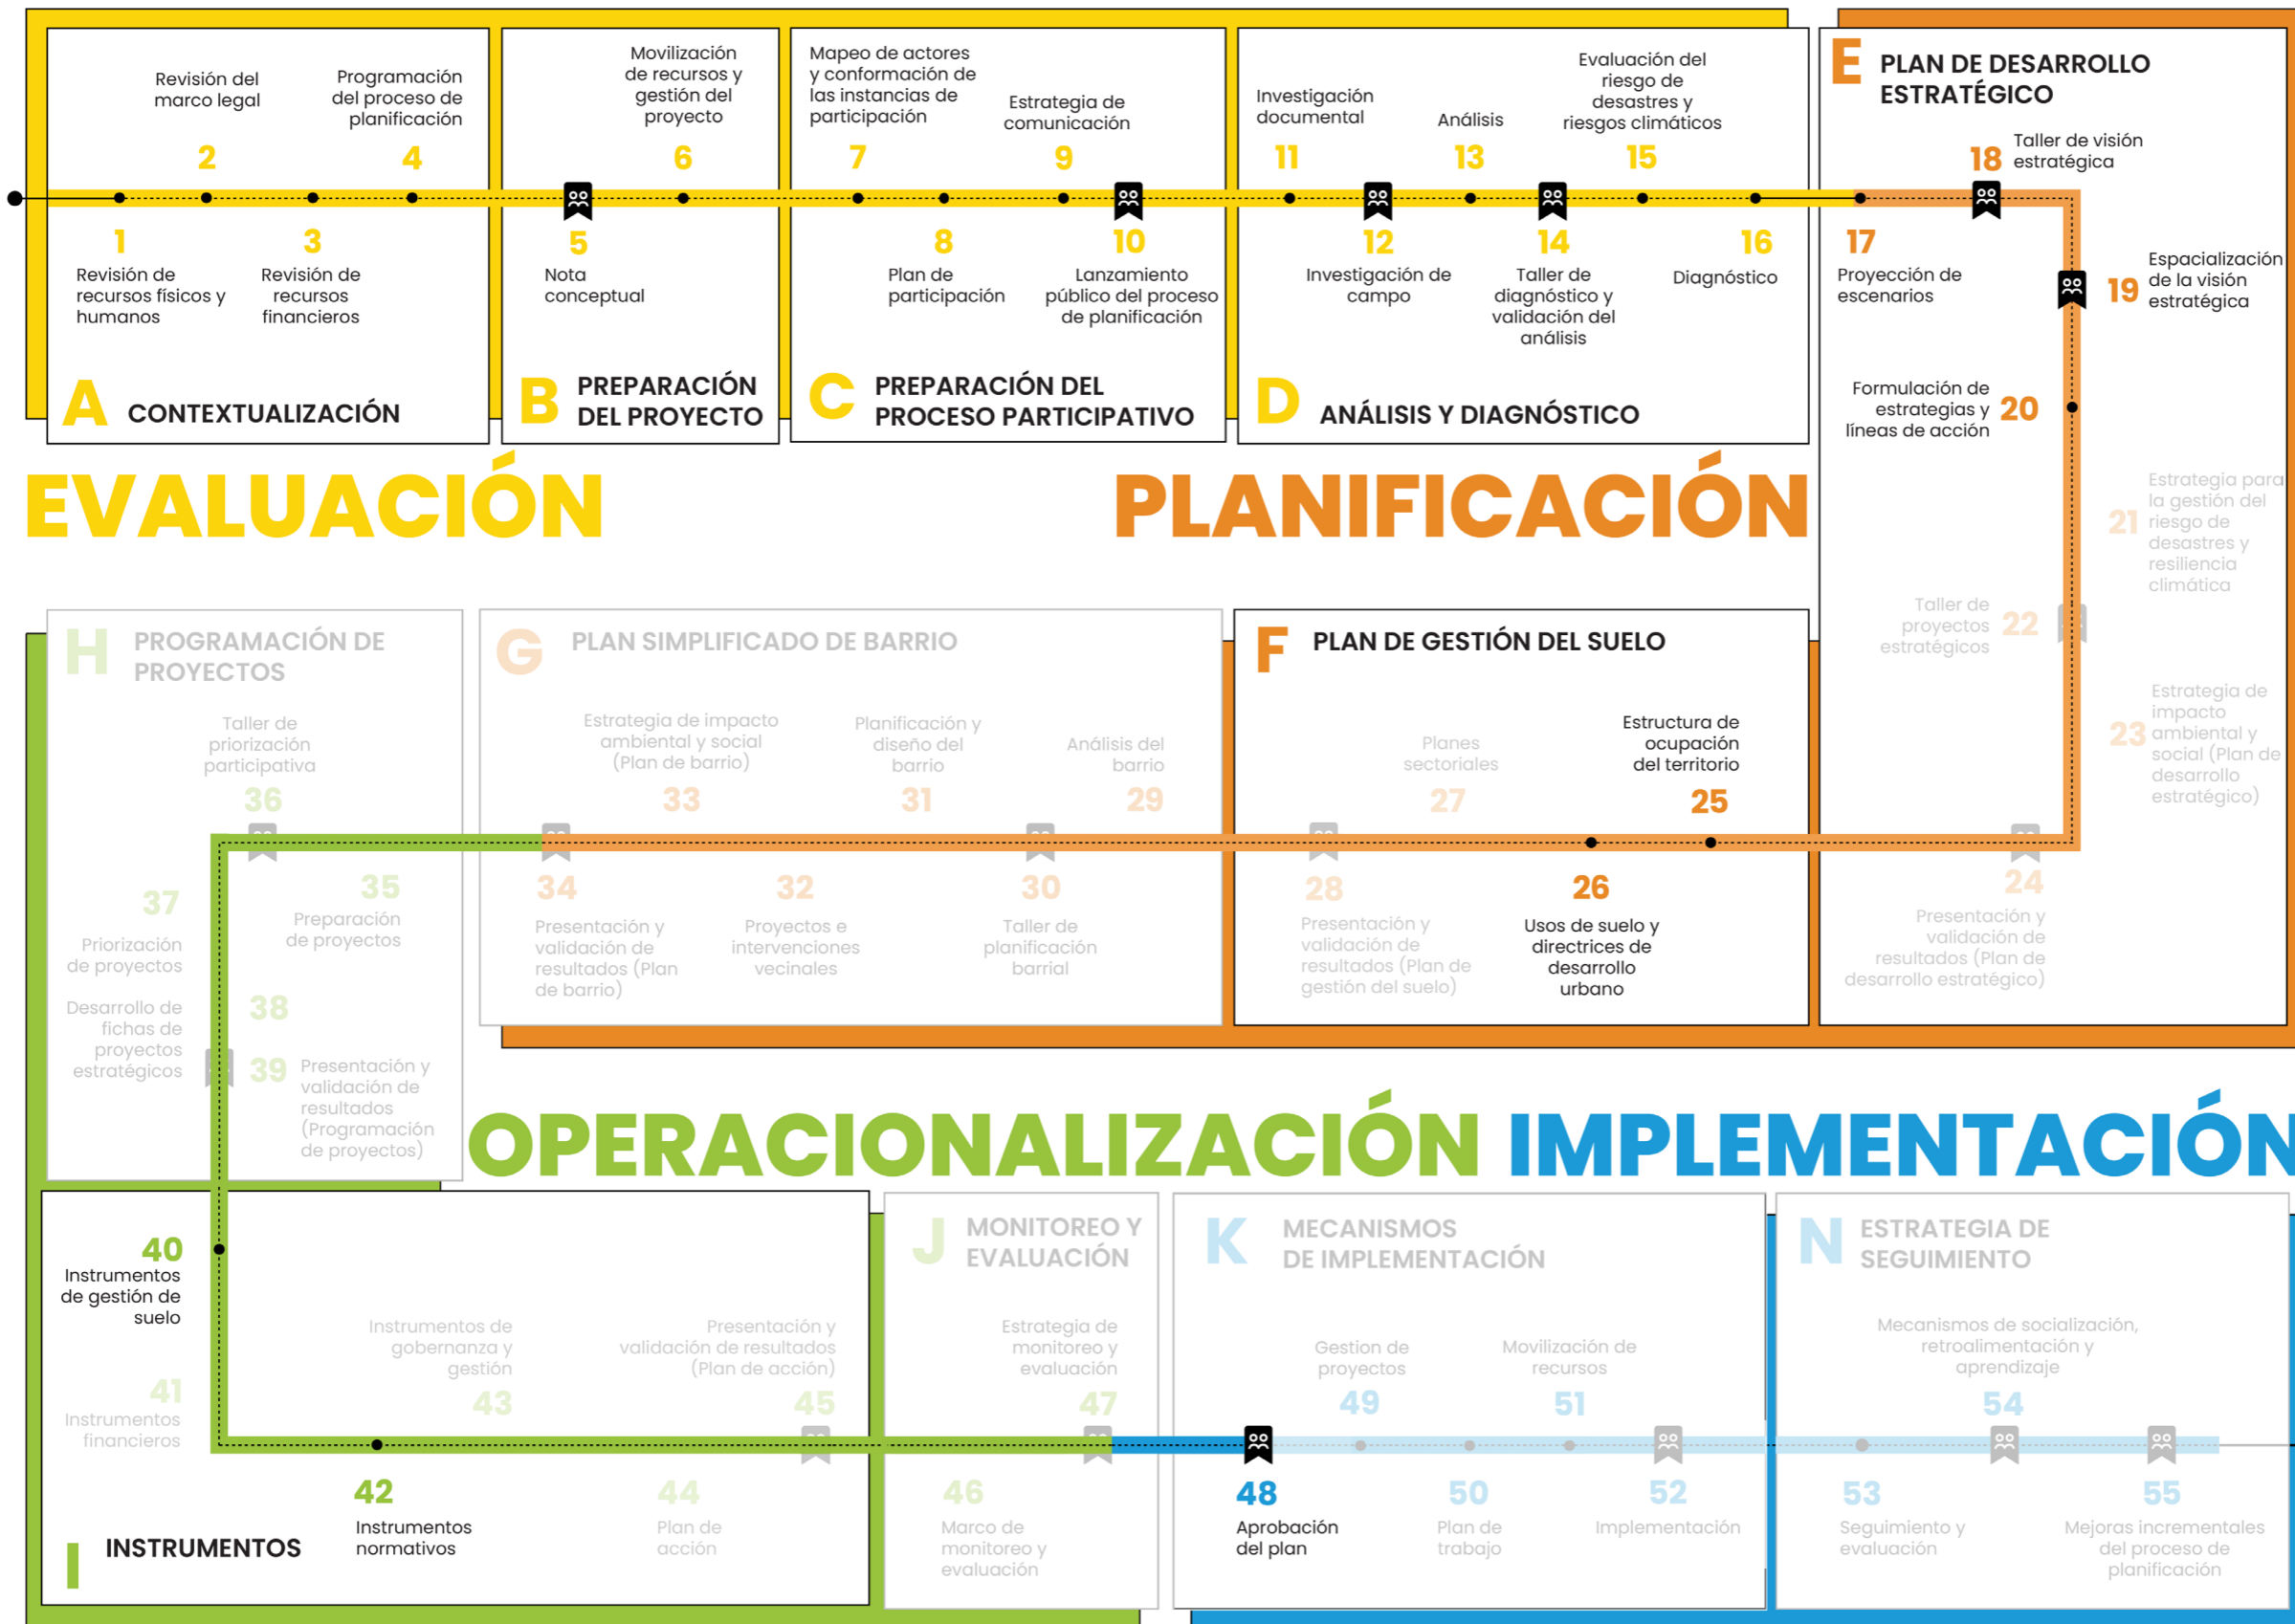 Revisión del
marco legal
2
Programación
del proceso de
planificación
4
1
Revisión de
recursos físicos y
humanos
3
Revisión de
recursos
financieros
A
CONTEXTUALIZACIÓN
Movilización
de recursos y
gestión del
proyecto
6
5
Nota
conceptual
B
PREPARACIÓN
DEL PROYECTO
Mapeo de actores
y conformación de
las instancias de
participación
7
Estrategia de
comunicación
9
8
Plan de
participación
10
Lanzamiento
público del proceso
de planificación
C
PREPARACIÓN DEL
PROCESO PARTICIPATIVO
Investigación
documental
11
Análisis
13
Evaluación del
riesgo de
desastres y
riesgos climáticos
15
12
Investigación de
campo
14
Taller de
diagnóstico y
validación del
análisis
16
Diagnóstico
D
ANÁLISIS Y DIAGNÓSTICO
E
PLAN DE DESARROLLO
ESTRATÉGICO
18
Taller de visión
estratégica
17
Proyección de
escenarios
19
Espacialización
de la visión
estratégica
Formulación de
estrategias y
líneas de acción
20
21
Estrategia para
la gestión del
riesgo de
desastres y
resiliencia
climática
Taller de
proyectos
estratégicos
22
23
Estrategia de
impacto
ambiental y
social (Plan de
desarrollo
estratégico)
24
Presentación y
validación de
resultados (Plan de
desarrollo estratégico)
EVALUACIÓN
PLANIFICACIÓN
H
PROGRAMACIÓN DE
PROYECTOS
Taller de
priorización
participativa
36
37
Priorización
de proyectos
35
Preparación
de proyectos
Desarrollo de
fichas de
proyectos
estratégicos
38
39
Presentación y
validación de
resultados
(Programación
de proyectos)
G
PLAN SIMPLIFICADO DE BARRIO
Estrategia de impacto
ambiental y social
(Plan de barrio)
33
Planificación y
diseño del
barrio
31
Análisis del
barrio
29
34
Presentación y
validación de
resultados (Plan
de barrio)
32
Proyectos e
intervenciones
vecinales
30
Taller de
planificación
barrial
F
PLAN DE GESTIÓN DEL SUELO
Planes
sectoriales
27
Estructura de
ocupación
del territorio
25
28
Presentación y
validación de
resultados (Plan de
gestión del suelo)
26
Usos de suelo y
directrices de
desarrollo
urbano
OPERACIONALIZACIÓN
IMPLEMENTACIÓN
40
Instrumentos
de gestión de
suelo
41
Instrumentos
financieros
Instrumentos de
gobernanza y
gestión
43
Presentación y
validación de resultados
(Plan de acción)
45
42
Instrumentos
normativos
44
Plan de
acción
I
INSTRUMENTOS
J
MONITOREO Y
EVALUACIÓN
Estrategia de
monitoreo y
evaluación
47
46
Marco de
monitoreo y
evaluación
K
MECANISMOS
DE IMPLEMENTACIÓN
Gestion de
proyectos
49
Movilización de
recursos
51
48
Aprobación
del plan
50
Plan de
trabajo
52
Implementación
N
ESTRATEGIA DE
SEGUIMIENTO
Mecanismos de socialización,
retroalimentación y
aprendizaje
54
53
Seguimiento y
evaluación
55
Mejoras incrementales
del proceso de
planificación